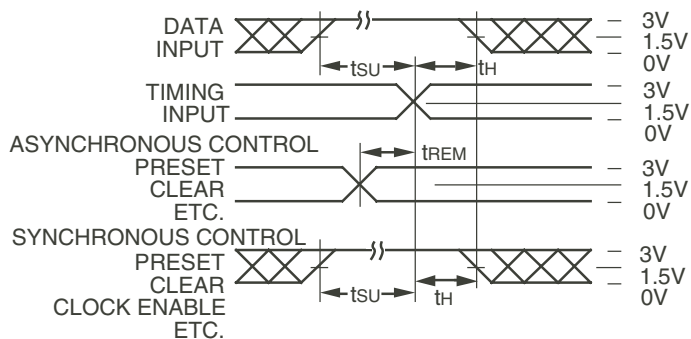 DATA INPUT
3V
1.5V
0V
tSU
tH
TIMING INPUT
3V
1.5V
0V
ASYNCHRONOUS CONTROL
PRESET
CLEAR
ETC.
tREM
3V
1.5V
0V
SYNCHRONOUS CONTROL
PRESET
CLEAR
CLOCK ENABLE
ETC.
tSU
tH
3V
1.5V
0V